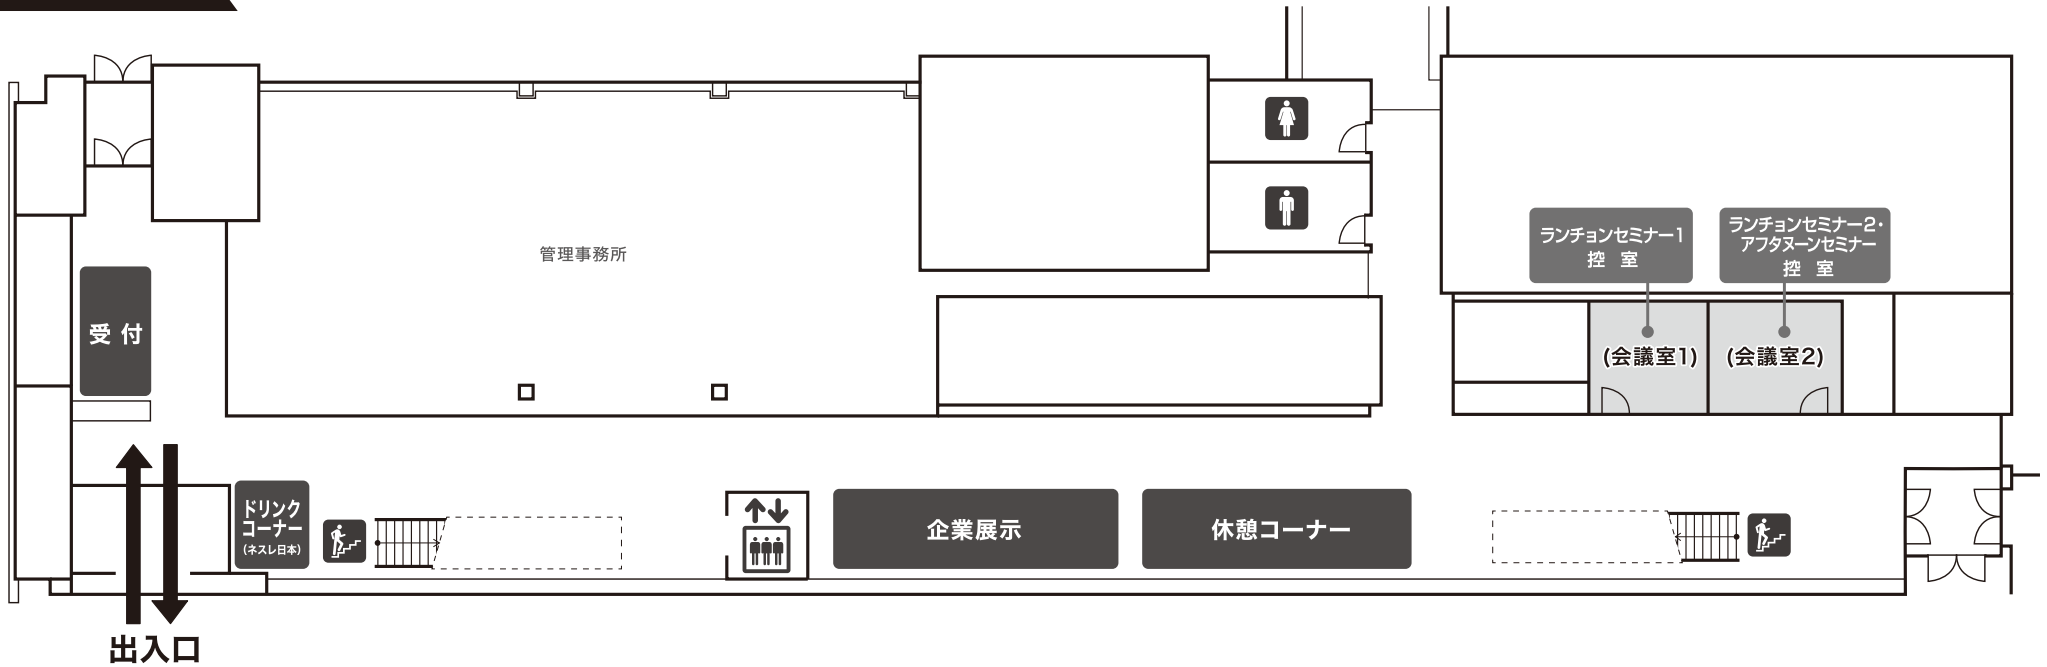 管理事務所
ランチョンセミナー1
控　室
ランチョンセミナー2・
アフタヌーンセミナー
控　室
受 付
(会議室1)
(会議室2)
ドリンク
コーナー
(ネスレ日本)
企業展示
休憩コーナー
出入口